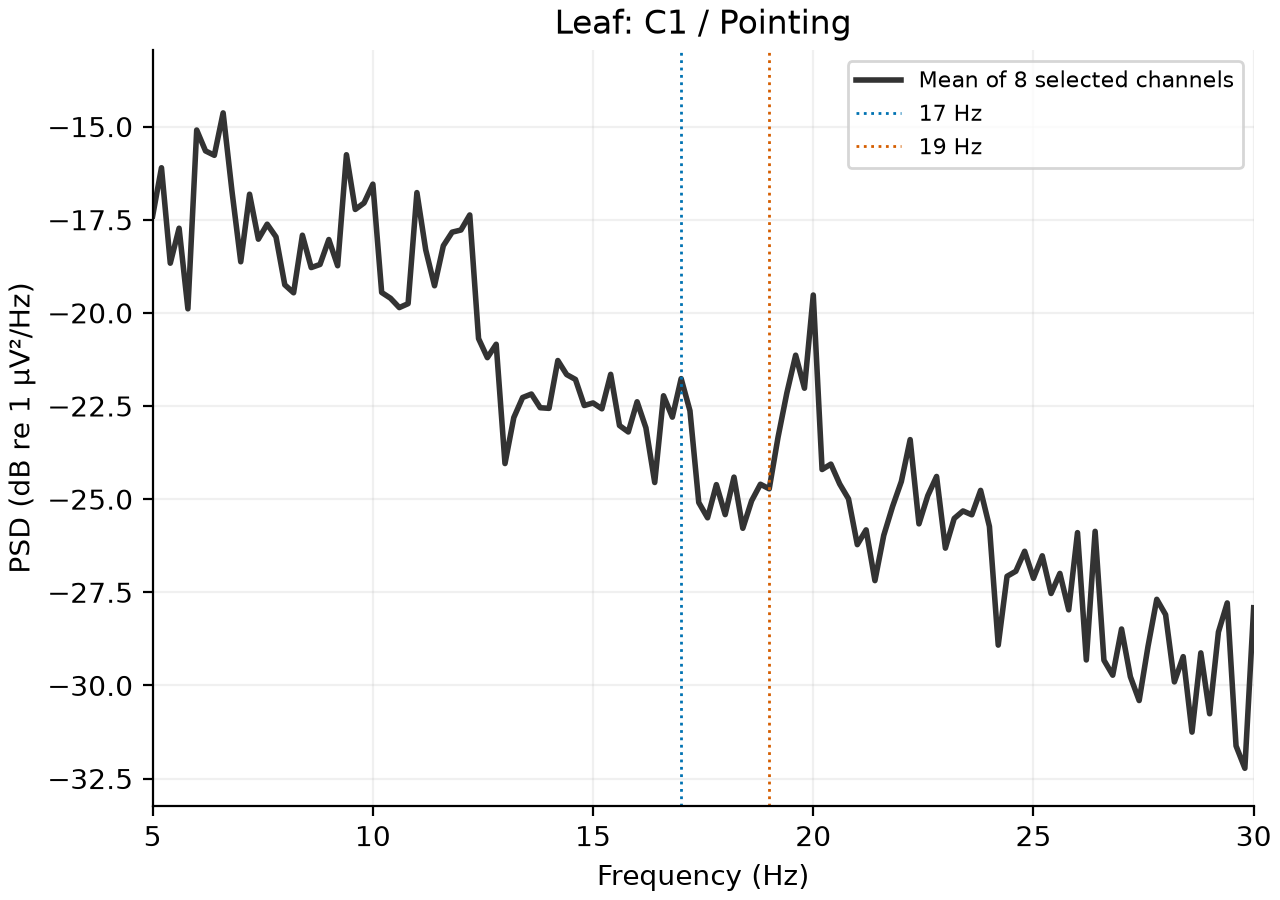 Leaf: C1 / Pointing
Mean of 8 selected channels
17 Hz
19 Hz
PSD (dB re 1 µV²/Hz)
−15.0
−17.5
−20.0
−22.5
−25.0
−27.5
−30.0
−32.5
5 10 15 20 25 30
Frequency (Hz)